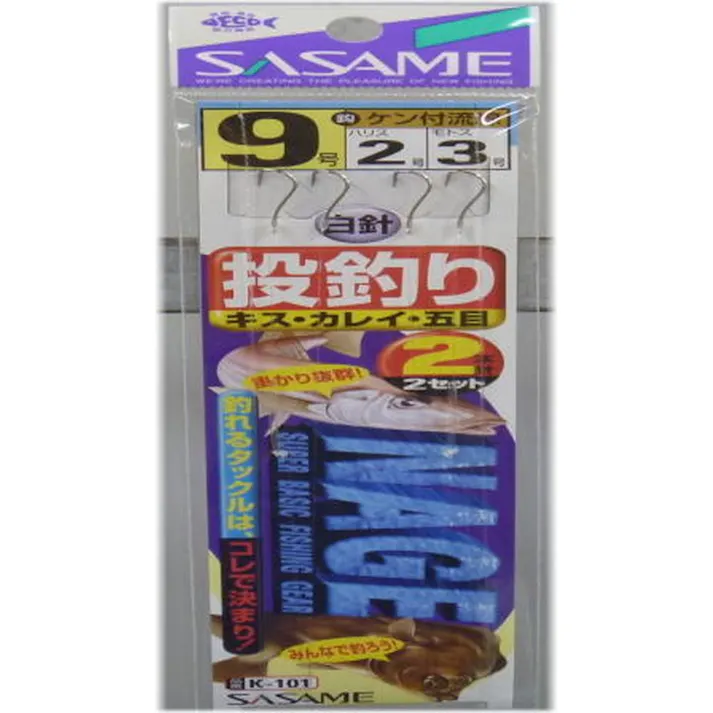 SASAME
WE'RE CREATING THE PLEASURE OF NEW FISHING
9号
鈎 ケン付流線
ハリス 2号
モトス 3号
白針
投釣り
キス・カレイ・五目
2本針
2セット
掛かり抜群!
釣れるタックルは、
コレで決まり!
NAGE
SUPER BASIC FISHING GEAR
みんなで釣ろう!
品番 K-101
SASAME